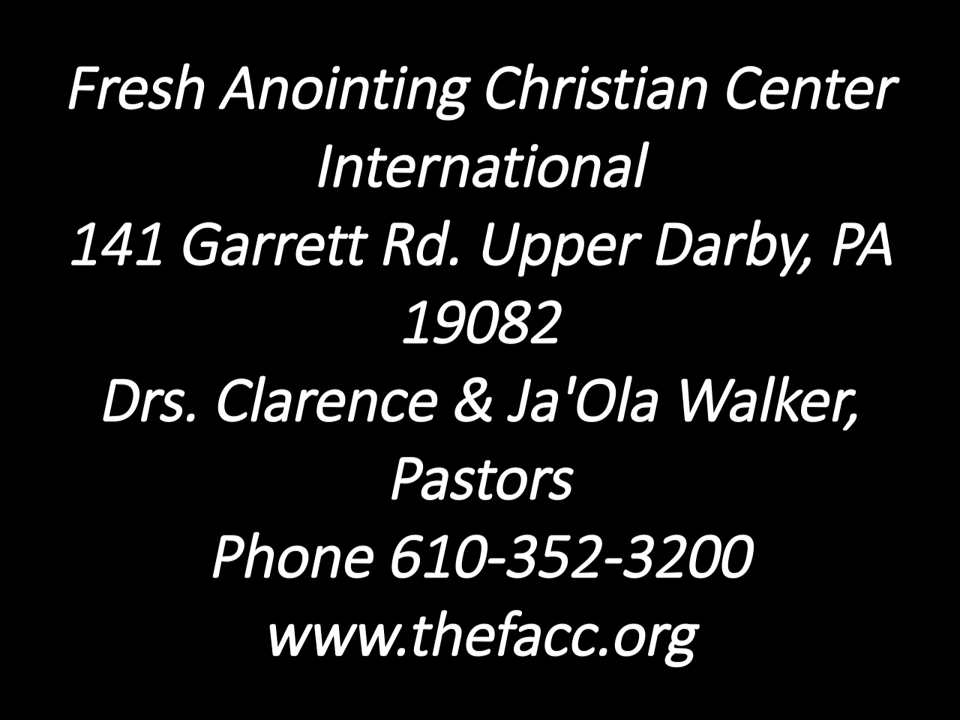 Fresh Anointing Christian Center
International
141 Garrett Rd. Upper Darby, PA
19082
Drs. Clarence & Ja'Ola Walker,
Pastors
Phone 610-352-3200
www.thefacc.org